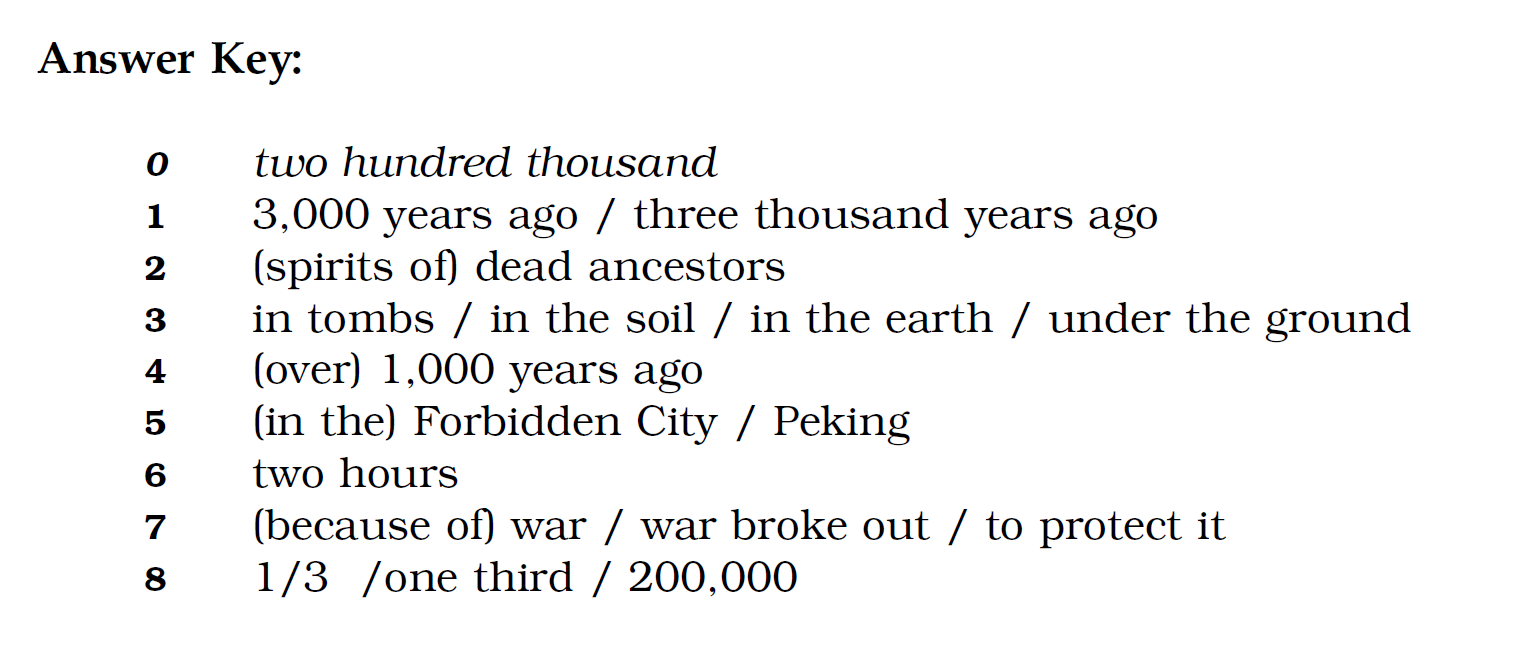 Answer Key:
0 two hundred thousand
1 3,000 years ago / three thousand years ago
2 (spirits of) dead ancestors
3 in tombs / in the soil / in the earth / under the ground
4 (over) 1,000 years ago
5 (in the) Forbidden City / Peking
6 two hours
7 (because of) war / war broke out / to protect it
8 1/3 /one third / 200,000